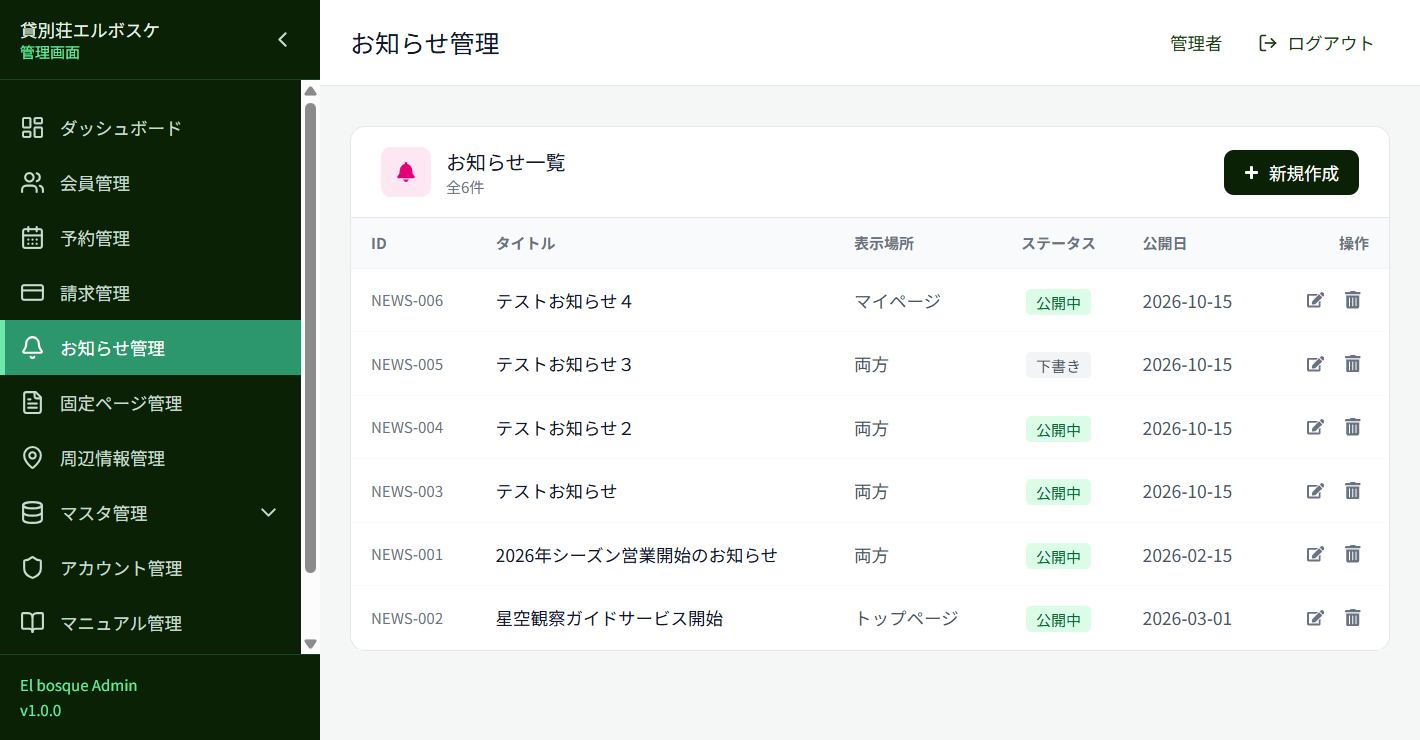 貸別荘エルボスケ
管理画面
ダッシュボード
会員管理
予約管理
請求管理
お知らせ管理
固定ページ管理
周辺情報管理
マスタ管理
アカウント管理
マニュアル管理
El bosque Admin
v1.0.0
お知らせ管理
管理者 ログアウト
お知らせ一覧
全6件
新規作成
ID タイトル 表示場所 ステータス 公開日 操作
NEWS-006 テストお知らせ４ マイページ 公開中 2026-10-15
NEWS-005 テストお知らせ３ 両方 下書き 2026-10-15
NEWS-004 テストお知らせ２ 両方 公開中 2026-10-15
NEWS-003 テストお知らせ 両方 公開中 2026-10-15
NEWS-001 2026年シーズン営業開始のお知らせ 両方 公開中 2026-02-15
NEWS-002 星空観察ガイドサービス開始 トップページ 公開中 2026-03-01